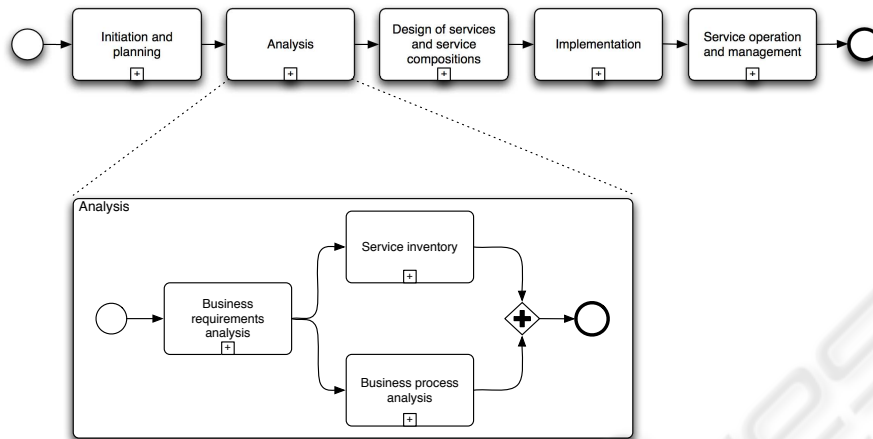 Initiation and
planning
Analysis
Design of services
and service
compositions
Implementation
Service operation
and management
Analysis
Service inventory
Business
requirements
analysis
Business process
analysis